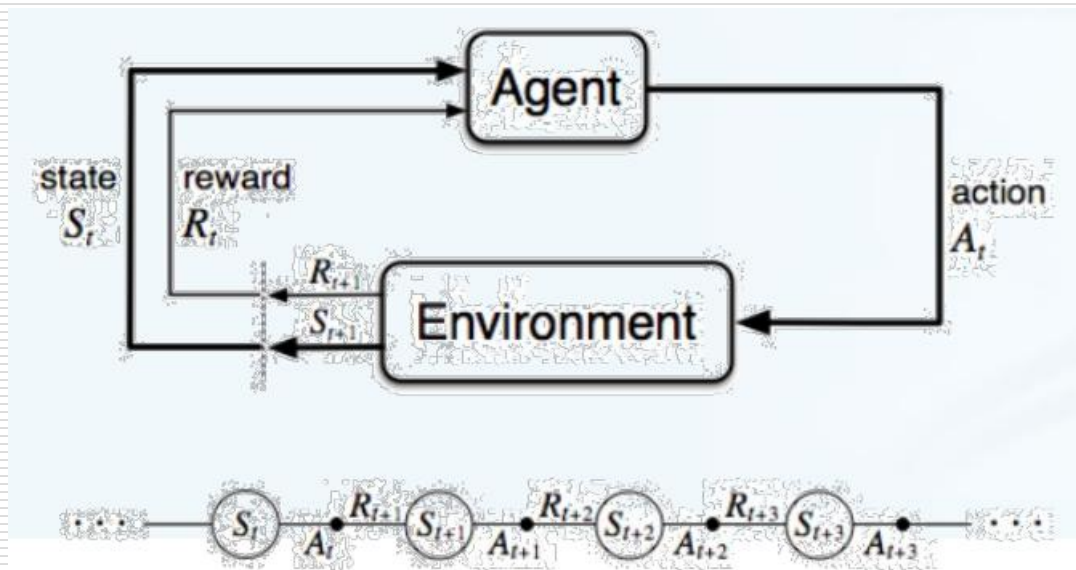 Agent
state
S_t
reward
R_t
action
A_t
R_{t+1}
S_{t+1}
Environment
... S_t A_t R_{t+1} S_{t+1} A_{t+1} R_{t+2} S_{t+2} A_{t+2} R_{t+3} S_{t+3} A_{t+3} ...